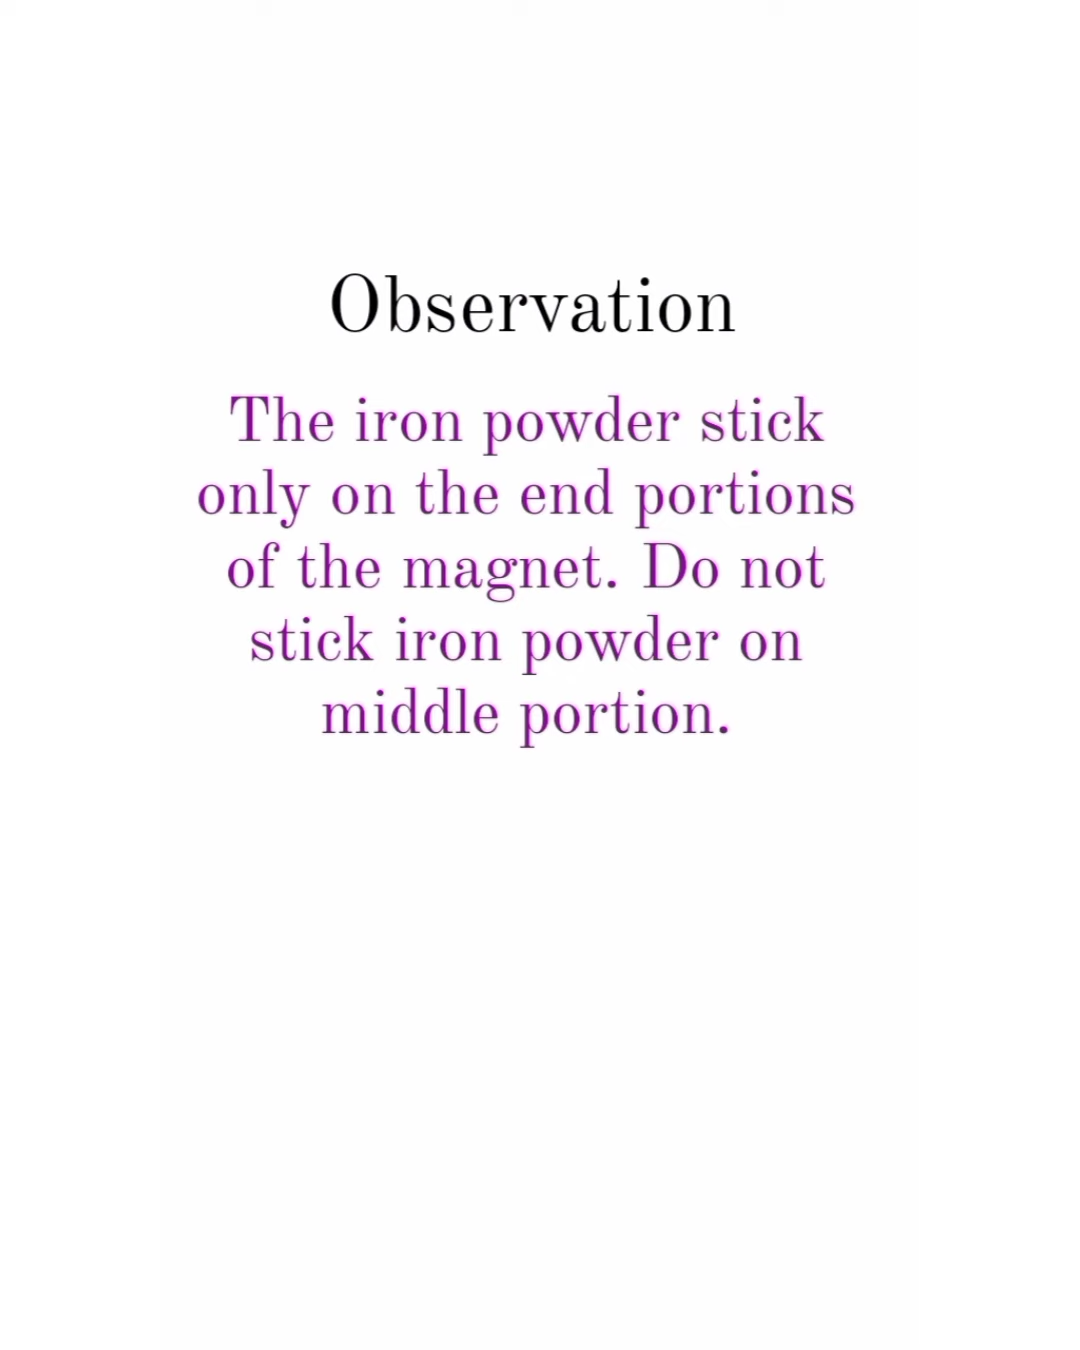 Observation
The iron powder stick
only on the end portions
of the magnet. Do not
stick iron powder on
middle portion.